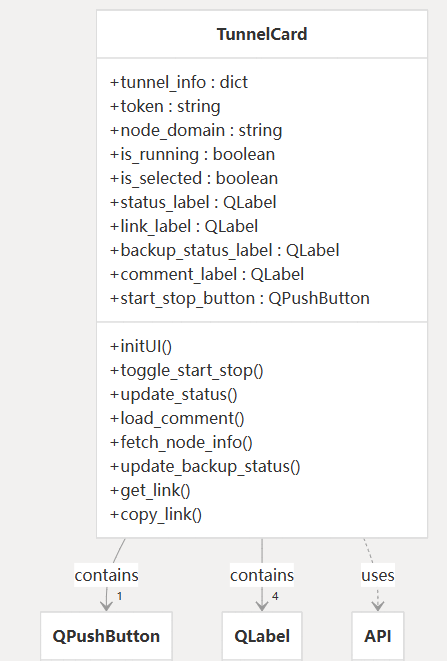 TunnelCard
+tunnel_info : dict
+token : string
+node_domain : string
+is_running : boolean
+is_selected : boolean
+status_label : QLabel
+link_label : QLabel
+backup_status_label : QLabel
+comment_label : QLabel
+start_stop_button : QPushButton
+initUI()
+toggle_start_stop()
+update_status()
+load_comment()
+fetch_node_info()
+update_backup_status()
+get_link()
+copy_link()
contains contains uses
1 4
QPushButton QLabel API